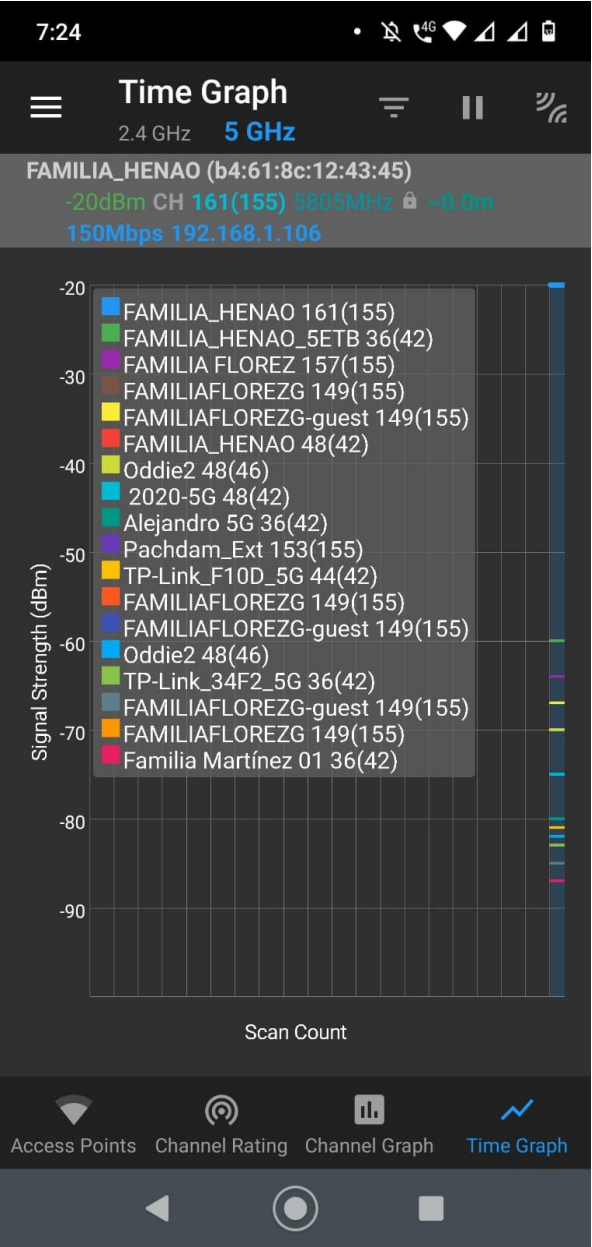 7:24
4G
Time Graph
2.4 GHz 5 GHz
FAMILIA_HENAO (b4:61:8c:12:43:45)
-20dBm CH 161(155) 5805MHz ~0.0m
150Mbps 192.168.1.106
-20
FAMILIA_HENAO 161(155)
FAMILIA_HENAO_5ETB 36(42)
FAMILIA FLOREZ 157(155)
-30
FAMILIAFLOREZG 149(155)
FAMILIAFLOREZG-guest 149(155)
FAMILIA_HENAO 48(42)
-40
Oddie2 48(46)
2020-5G 48(42)
Alejandro 5G 36(42)
-50
Pachdam_Ext 153(155)
TP-Link_F10D_5G 44(42)
FAMILIAFLOREZG 149(155)
FAMILIAFLOREZG-guest 149(155)
-60
Oddie2 48(46)
TP-Link_34F2_5G 36(42)
FAMILIAFLOREZG-guest 149(155)
-70
FAMILIAFLOREZG 149(155)
Familia Martínez 01 36(42)
-80
-90
Signal Strength (dBm)
Scan Count
Access Points Channel Rating Channel Graph Time Graph